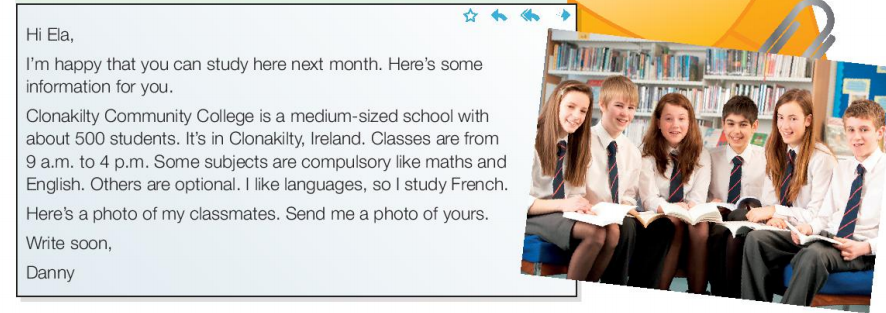 Hi Ela,
I'm happy that you can study here next month. Here's some
information for you.
Clonakilty Community College is a medium-sized school with
about 500 students. It's in Clonakilty, Ireland. Classes are from
9 a.m. to 4 p.m. Some subjects are compulsory like maths and
English. Others are optional. I like languages, so I study French.
Here's a photo of my classmates. Send me a photo of yours.
Write soon,
Danny